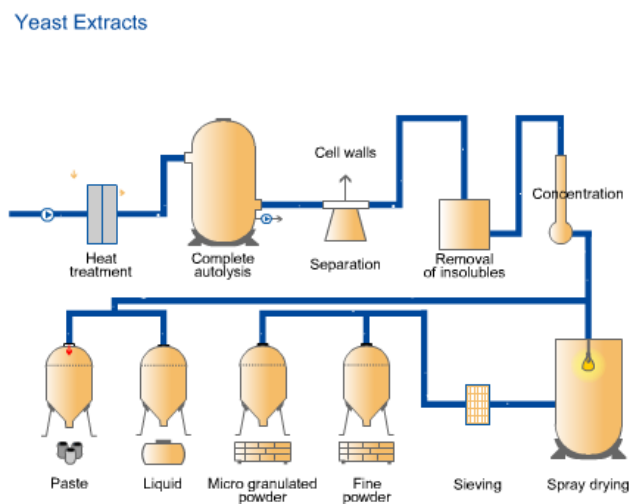 Yeast Extracts
Cell walls
Concentration
Heat
treatment
Complete
autolysis
Separation
Removal
of insolubles
Paste
Liquid
Micro granulated
powder
Fine
powder
Sieving
Spray drying